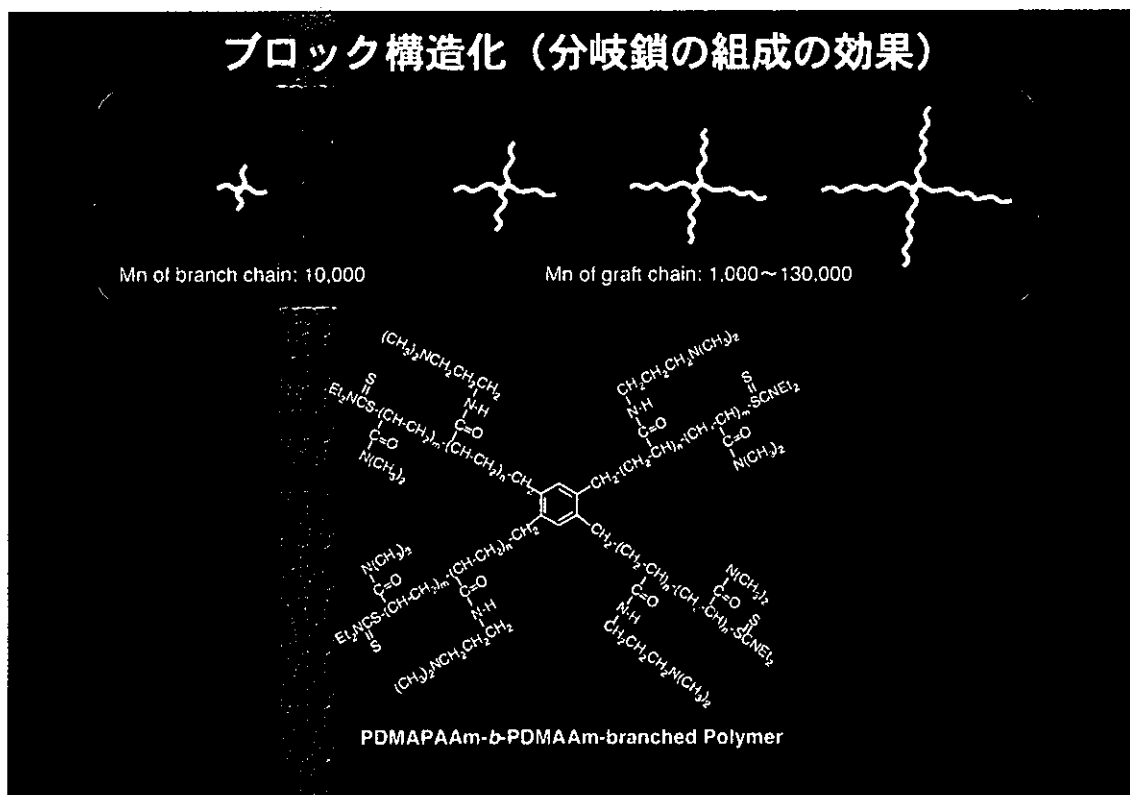 ブロック構造化（分岐鎖の組成の効果）
Mn of branch chain: 10,000
Mn of graft chain: 1,000～130,000
(CH₃)₂NCH₂CH₂CH₂
N-H
C=O
S
Et₂NCS-(CH-CH₂)m-(CH-CH₂)n-CH₂
C=O
N(CH₃)₂
CH₂CH₂CH₂N(CH₃)₂
N-H
C=O
S
CH₂-(CH₂-CH)n-(CH₂-CH)m-SCNEt₂
C=O
N(CH₃)₂
N(CH₃)₂
C=O
Et₂NCS-(CH-CH₂)m-(CH-CH₂)n-CH₂
S
C=O
N-H
(CH₃)₂NCH₂CH₂CH₂
CH₂-(CH₂-CH)n-(CH₂-CH)n-SCNEt₂
N(CH₃)₂
C=O
S
C=O
N-H
CH₂CH₂CH₂N(CH₃)₂
PDMAPAAm-b-PDMAAm-branched Polymer